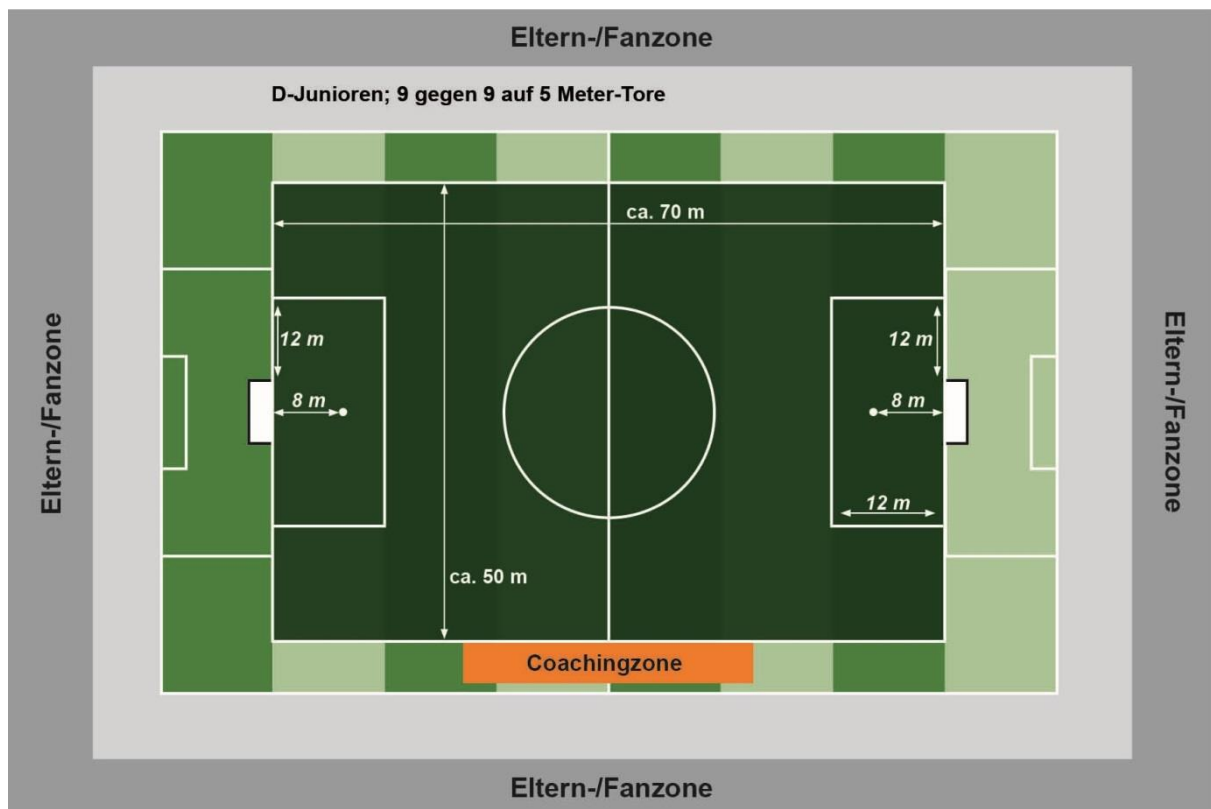 Eltern-/Fanzone
D-Junioren; 9 gegen 9 auf 5 Meter-Tore
ca. 70 m
12 m
12 m
Eltern-/Fanzone
8 m
8 m
Eltern-/Fanzone
12 m
ca. 50 m
Coachingzone
Eltern-/Fanzone